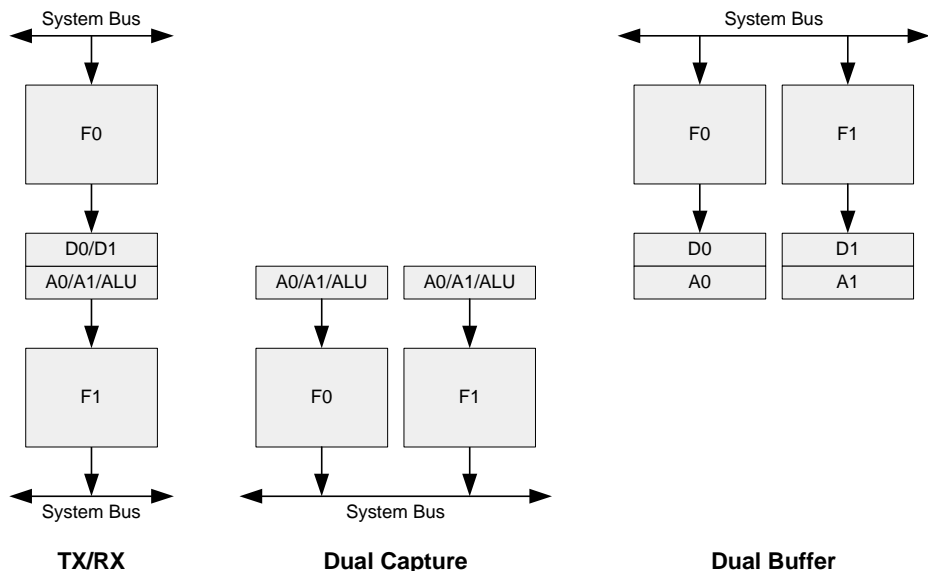 System Bus
F0
D0/D1
A0/A1/ALU
F1
System Bus
TX/RX
A0/A1/ALU
A0/A1/ALU
F0
F1
System Bus
Dual Capture
System Bus
F0
F1
D0
D1
A0
A1
Dual Buffer